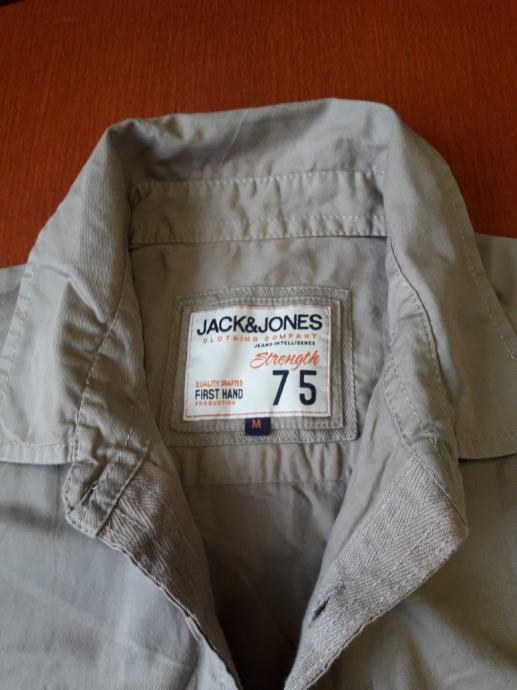 JACK&JONES
CLOTHING COMPANY
JEANS INTELLIGENCE
Strength
QUALITY CRAFTED
FIRST HAND
PRODUCTION
75
M